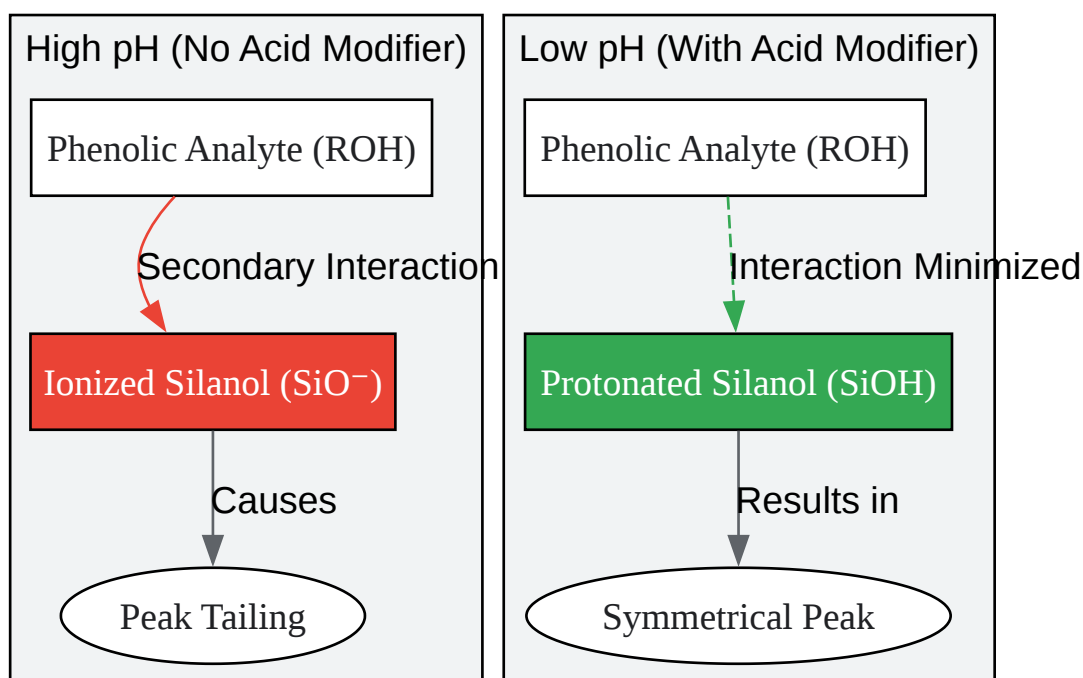 High pH (No Acid Modifier)
Phenolic Analyte (ROH)
Secondary Interaction
Ionized Silanol (SiO⁻)
Causes
Peak Tailing
Low pH (With Acid Modifier)
Phenolic Analyte (ROH)
Interaction Minimized
Protonated Silanol (SiOH)
Results in
Symmetrical Peak